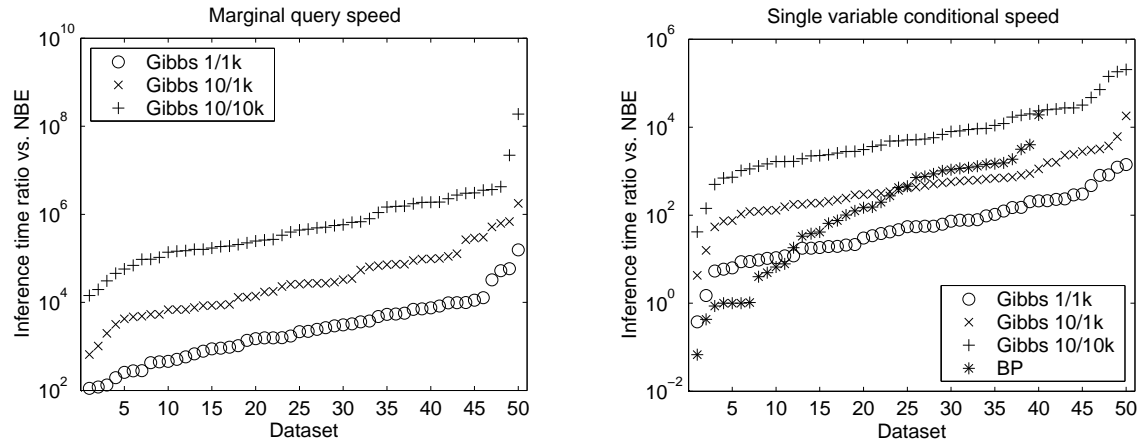 Marginal query speed
Inference time ratio vs. NBE
10^10
10^8
10^6
10^4
10^2
Gibbs 1/1k
Gibbs 10/1k
Gibbs 10/10k
5 10 15 20 25 30 35 40 45 50
Dataset
Single variable conditional speed
Inference time ratio vs. NBE
10^6
10^4
10^2
10^0
10^−2
Gibbs 1/1k
Gibbs 10/1k
Gibbs 10/10k
BP
5 10 15 20 25 30 35 40 45 50
Dataset